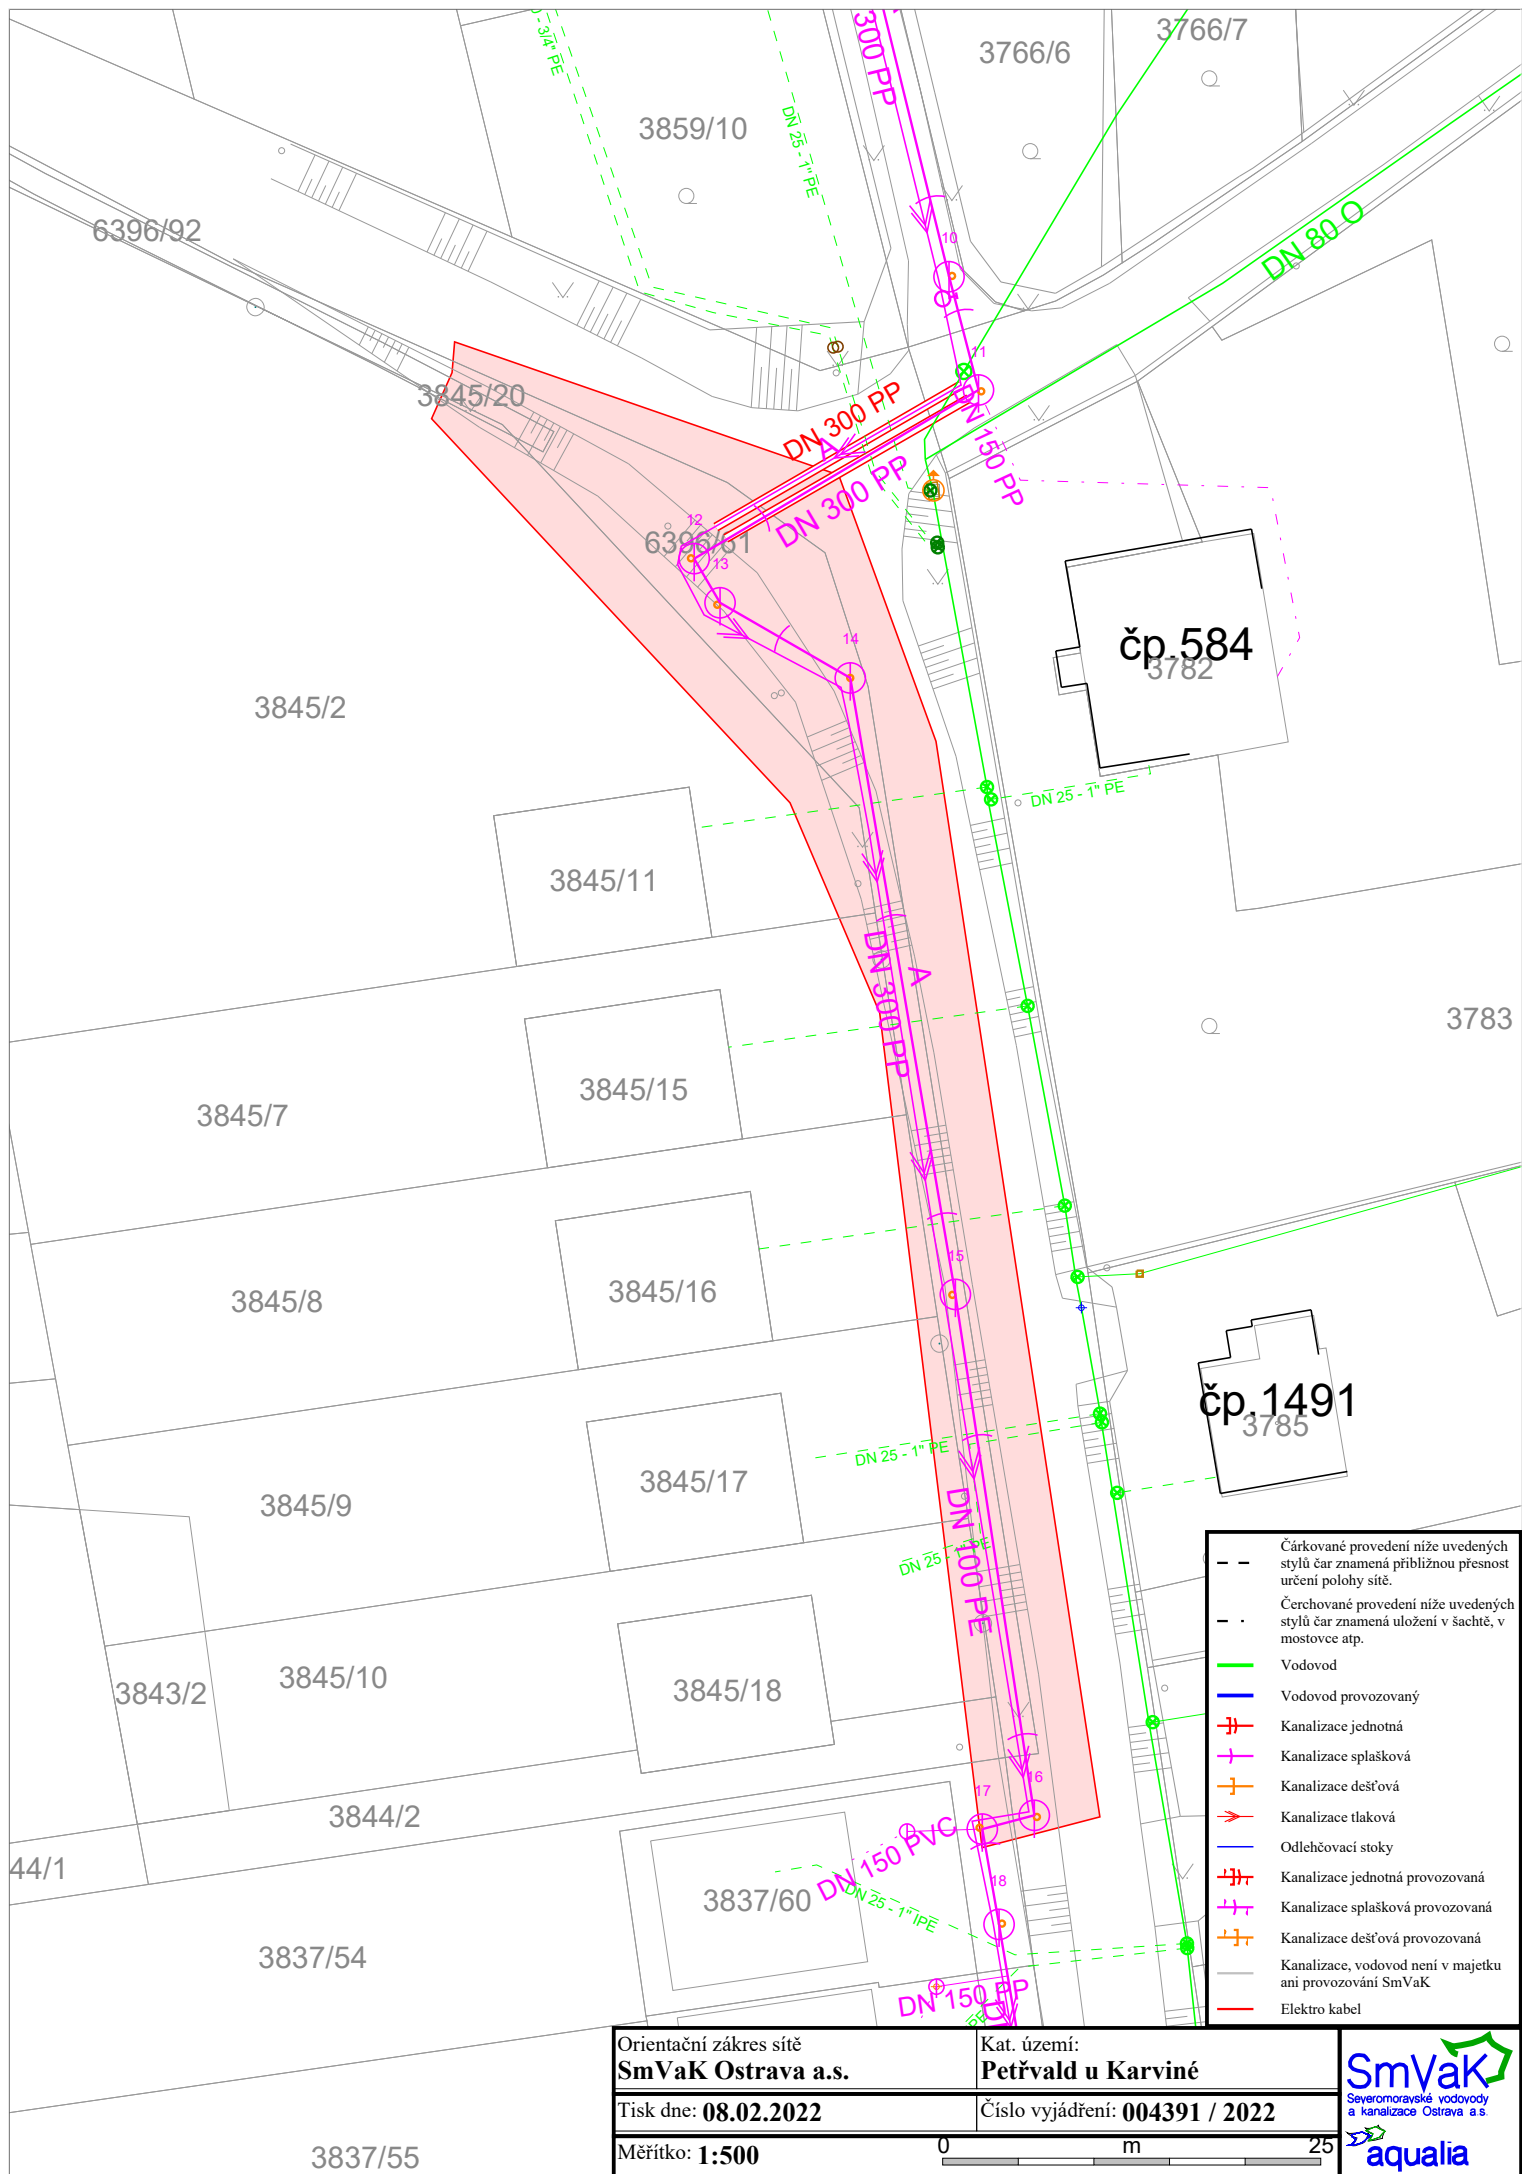 300 PP
3766/6
3766/7
- 3/4" PE
3859/10
DN 25 - 1" PE
6396/92
DN 80 O
10
11
3845/20
DN 300 PP
A
DN 300 PP
DN 150 PP
12
6396/61
13
14
čp.584
3782
3845/2
DN 25 - 1" PE
3845/11
A
DN 300 PP
3783
3845/15
3845/7
15
3845/16
3845/8
čp.1491
3785
DN 25 - 1" PE
3845/17
3845/9
DN 100 PE
DN 25 - 1" PE
3845/10
3843/2
3845/18
16
17
3844/2
DN 150 PVC
44/1
18
3837/60
DN 25 - 1" IPE
3837/54
DN 150 PP
3837/55
Čárkované provedení níže uvedených
stylů čar znamená přibližnou přesnost
určení polohy sítě.
Čerchované provedení níže uvedených
stylů čar znamená uložení v šachtě, v
mostovce atp.
Vodovod
Vodovod provozovaný
Kanalizace jednotná
Kanalizace splašková
Kanalizace dešťová
Kanalizace tlaková
Odlehčovací stoky
Kanalizace jednotná provozovaná
Kanalizace splašková provozovaná
Kanalizace dešťová provozovaná
Kanalizace, vodovod není v majetku
ani provozování SmVaK
Elektro kabel
Orientační zákres sítě
SmVaK Ostrava a.s.
Kat. území:
Petřvald u Karviné
Tisk dne: 08.02.2022
Číslo vyjádření: 004391 / 2022
Měřítko: 1:500
0 m 25
SmVaK
Severomoravské vodovody
a kanalizace Ostrava a.s.
aqualia